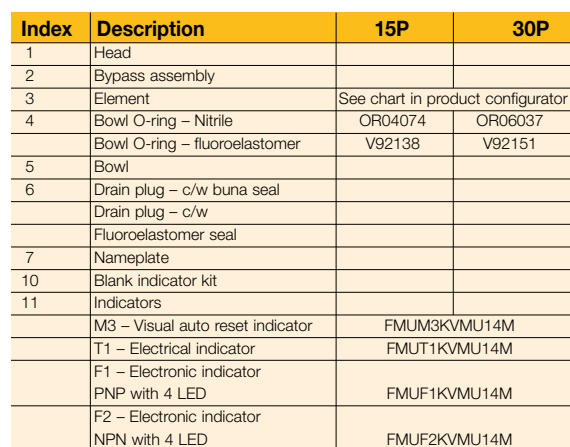 Index Description 15P 30P
1 Head
2 Bypass assembly
3 Element See chart in product configurator
4 Bowl O-ring – Nitrile OR04074 OR06037
Bowl O-ring – fluoroelastomer V92138 V92151
5 Bowl
6 Drain plug – c/w buna seal
Drain plug – c/w
Fluoroelastomer seal
7 Nameplate
10 Blank indicator kit
11 Indicators
M3 – Visual auto reset indicator FMUM3KVMU14M
T1 – Electrical indicator FMUT1KVMU14M
F1 – Electronic indicator
PNP with 4 LED FMUF1KVMU14M
F2 – Electronic indicator
NPN with 4 LED FMUF2KVMU14M